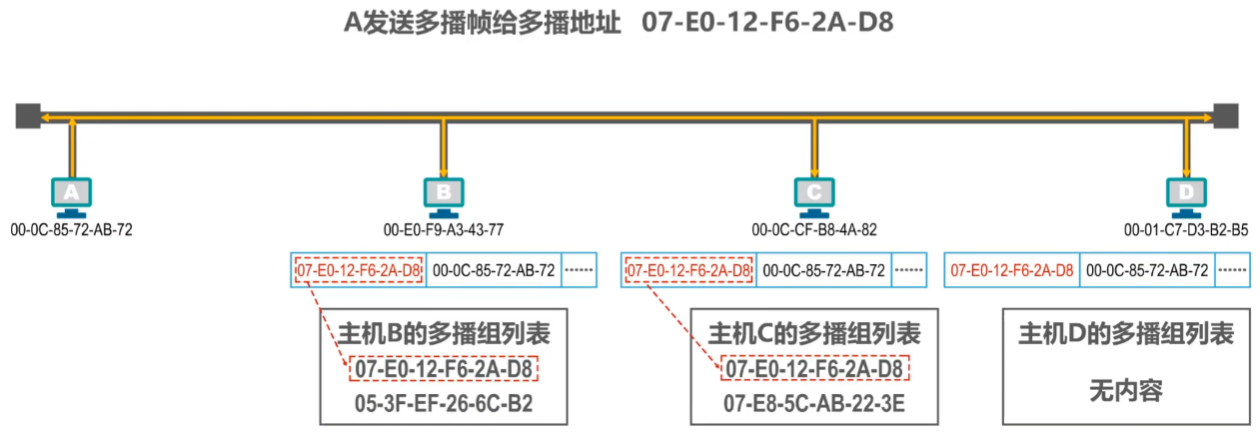 A发送多播帧给多播地址 07-E0-12-F6-2A-D8
A B C D
00-0C-85-72-AB-72 00-E0-F9-A3-43-77 00-0C-CF-B8-4A-82 00-01-C7-D3-B2-B5
07-E0-12-F6-2A-D8 00-0C-85-72-AB-72 ······ 07-E0-12-F6-2A-D8 00-0C-85-72-AB-72 ······ 07-E0-12-F6-2A-D8 00-0C-85-72-AB-72 ······
主机B的多播组列表
07-E0-12-F6-2A-D8
05-3F-EF-26-6C-B2
主机C的多播组列表
07-E0-12-F6-2A-D8
07-E8-5C-AB-22-3E
主机D的多播组列表
无内容